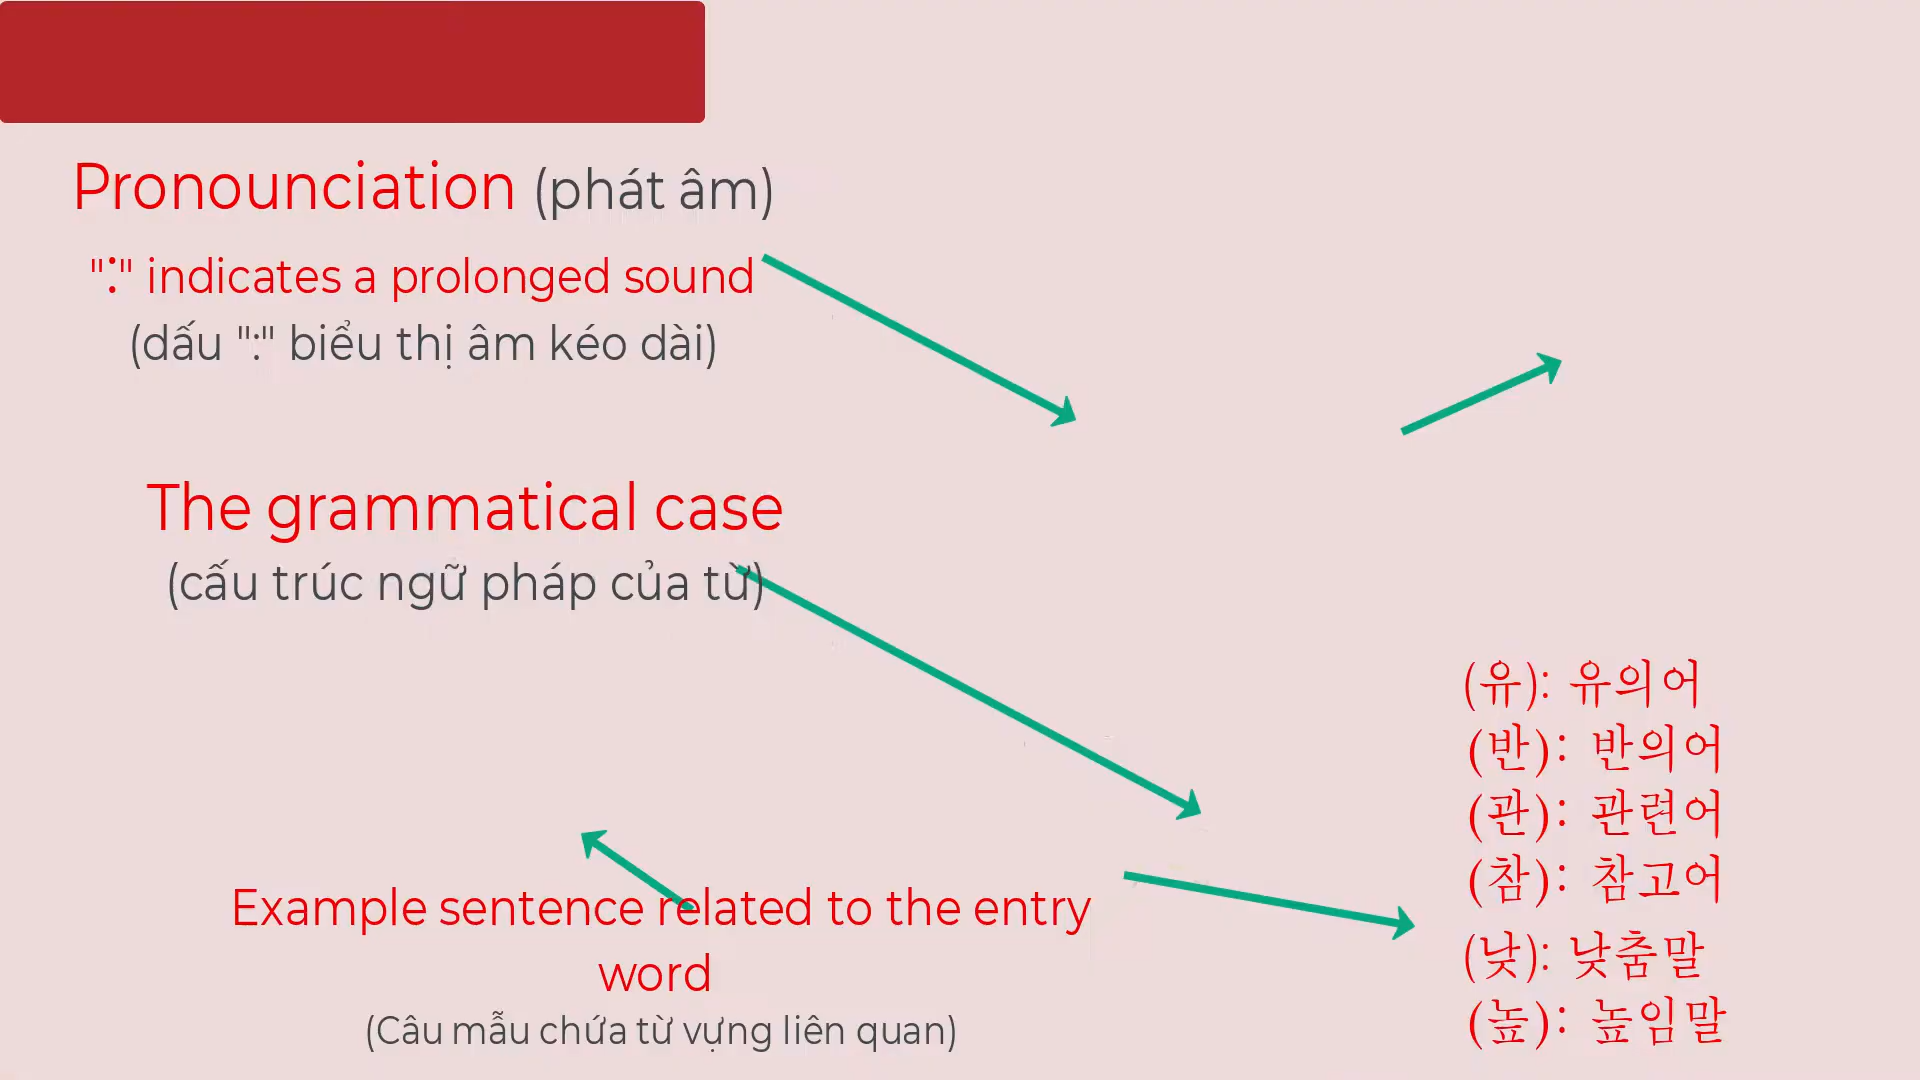 Pronounciation (phát âm)
":" indicates a prolonged sound
(dấu ":" biểu thị âm kéo dài)
The grammatical case
(cấu trúc ngữ pháp của từ)
Example sentence related to the entry
word
(Câu mẫu chứa từ vựng liên quan)
(유): 유의어
(반): 반의어
(관): 관련어
(참): 참고어
(낮): 낮춤말
(높): 높임말